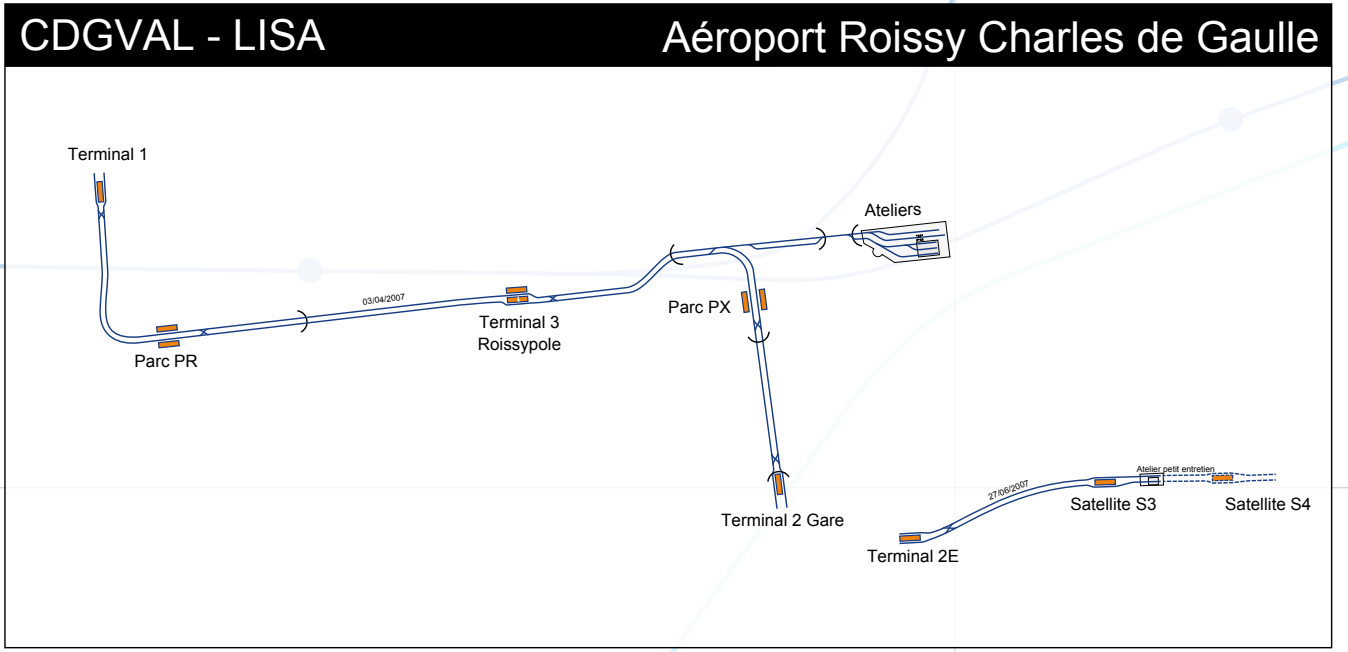 CDGVAL - LISA
Aéroport Roissy Charles de Gaulle
Terminal 1
Ateliers
03/04/2007
Parc PX
Terminal 3
Roissypole
Parc PR
Atelier petit entretien
27/06/2007
Satellite S3
Satellite S4
Terminal 2 Gare
Terminal 2E